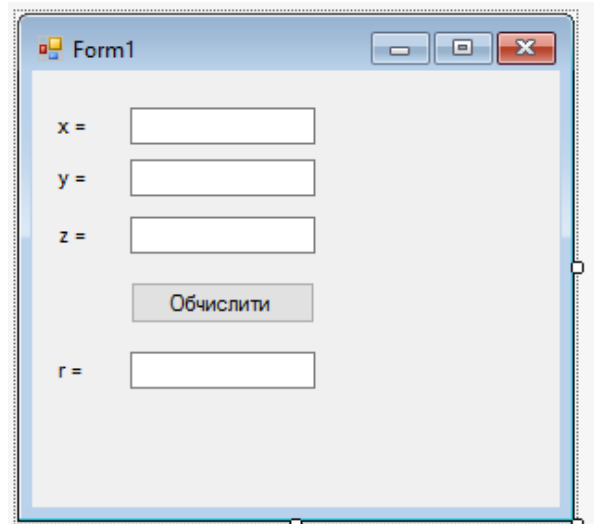 Form1
x =
y =
z =
Обчислити
r =